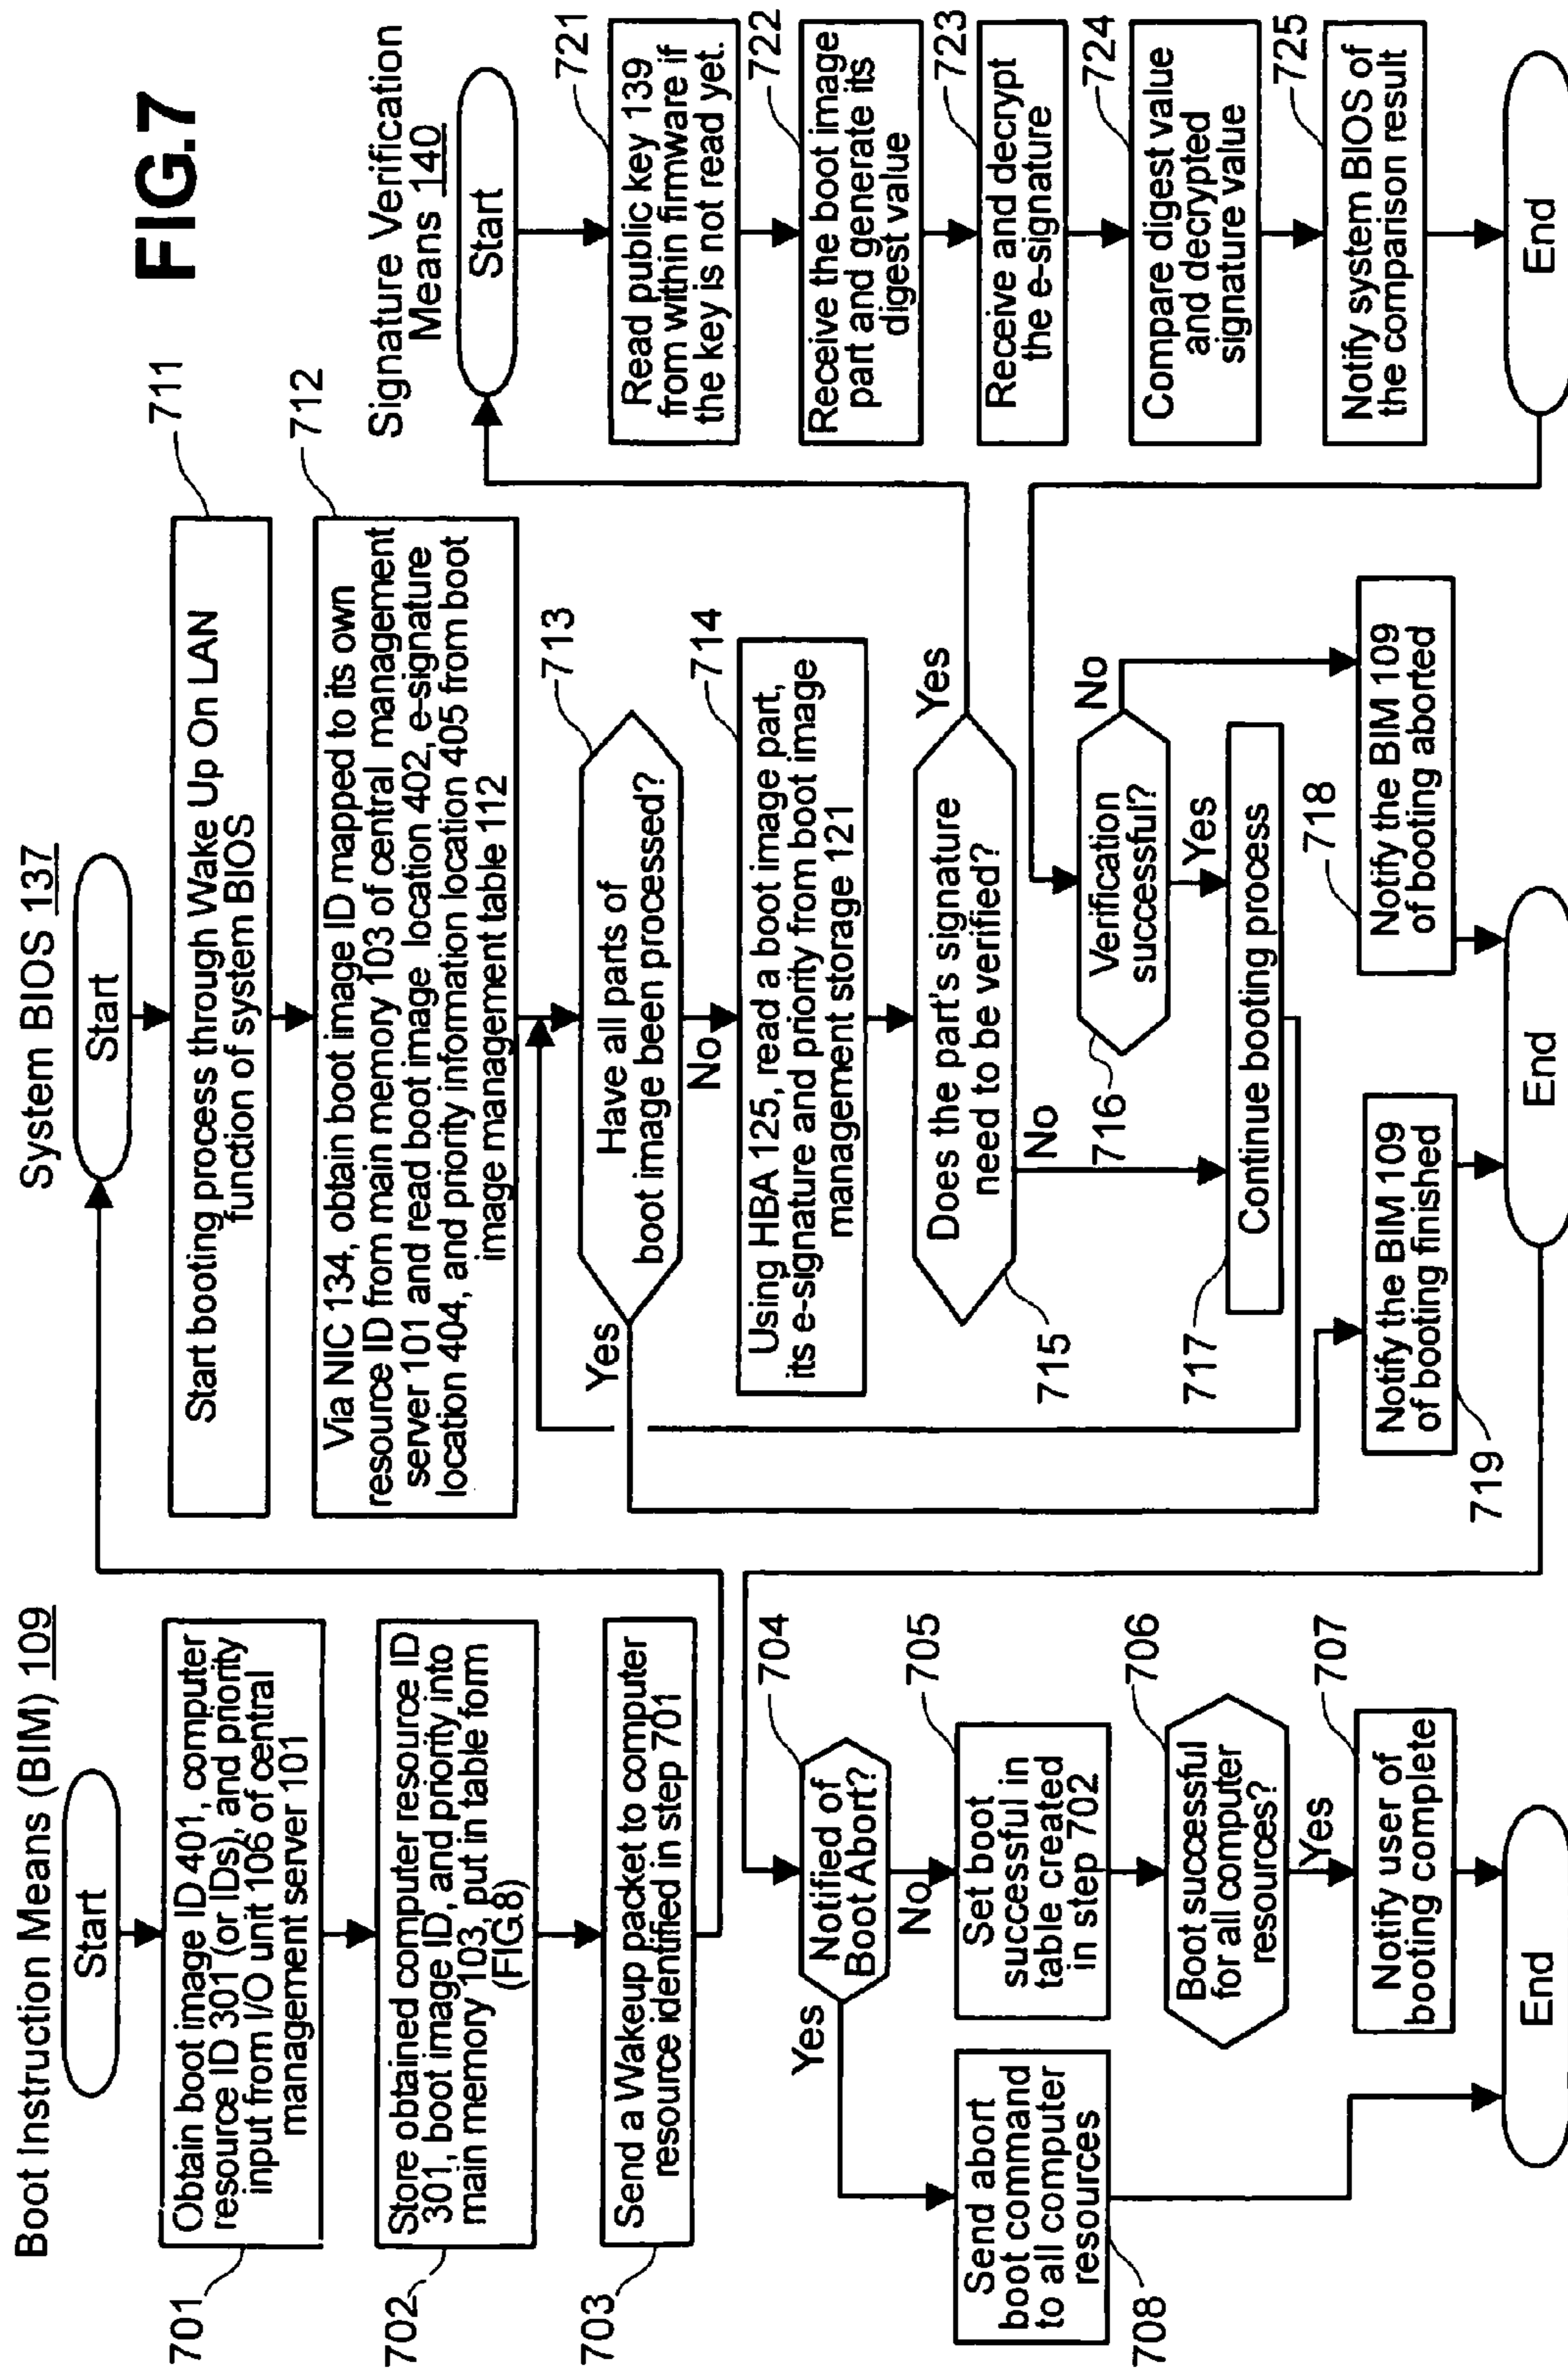 FIG.7
Boot Instruction Means (BIM) 109
Start
701
Obtain boot image ID 401, computer
resource ID 301 (or IDs), and priority
input from I/O unit 106 of central
management server 101
702
Store obtained computer resource ID
301, boot image ID, and priority into
main memory 103, put in table form
(FIG.8)
703
Send a Wakeup packet to computer
resource identified in step 701
704
Notified of
Boot Abort?
Yes
No
705
Set boot
successful in
table created
in step 702
706
Boot successful
for all computer
resources?
Yes
707
Notify user of
booting complete
Send abort
boot command
to all computer
resources
708
End
System BIOS 137
Start
711
Start booting process through Wake Up On LAN
function of system BIOS
712
Via NIC 134, obtain boot image ID mapped to its own
resource ID from main memory 103 of central management
server 101 and read boot image location 402, e-signature
location 404, and priority information location 405 from boot
image management table 112
713
Have all parts of
boot image been processed?
Yes
No
714
Using HBA 125, read a boot image part,
its e-signature and priority from boot image
management storage 121
Does the part's signature
need to be verified?
715
Yes
No
716
Verification
successful?
No
Yes
717
Continue booting process
718
Notify the BIM 109
of booting aborted
Notify the BIM 109
of booting finished
719
End
Signature Verification
Means 140
Start
721
Read public key 139
from within firmware if
the key is not read yet.
722
Receive the boot image
part and generate its
digest value
723
Receive and decrypt
the e-signature
724
Compare digest value
and decrypted
signature value
725
Notify system BIOS of
the comparison result
End